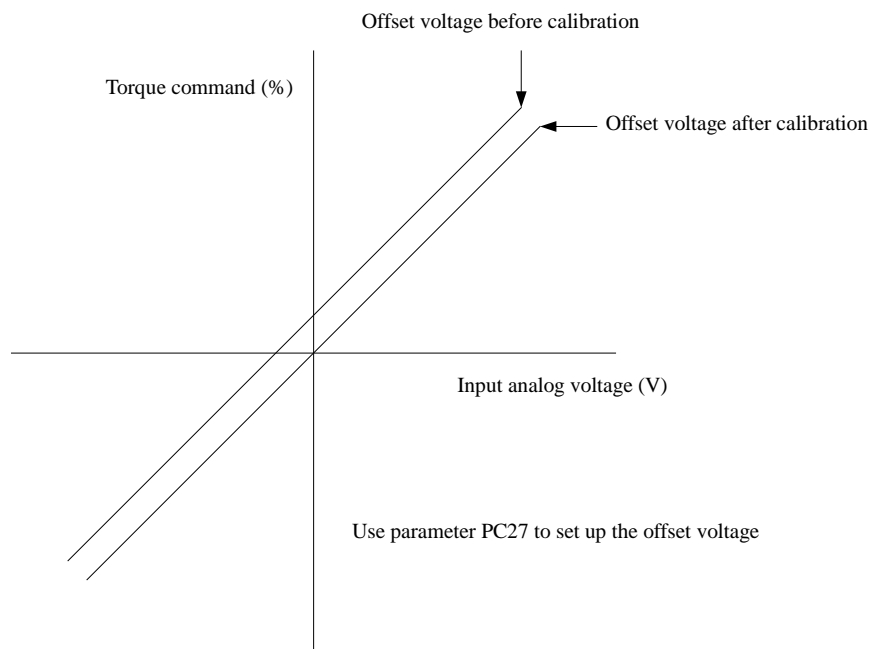 Offset voltage before calibration
Torque command (%)
Offset voltage after calibration
Input analog voltage (V)
Use parameter PC27 to set up the offset voltage